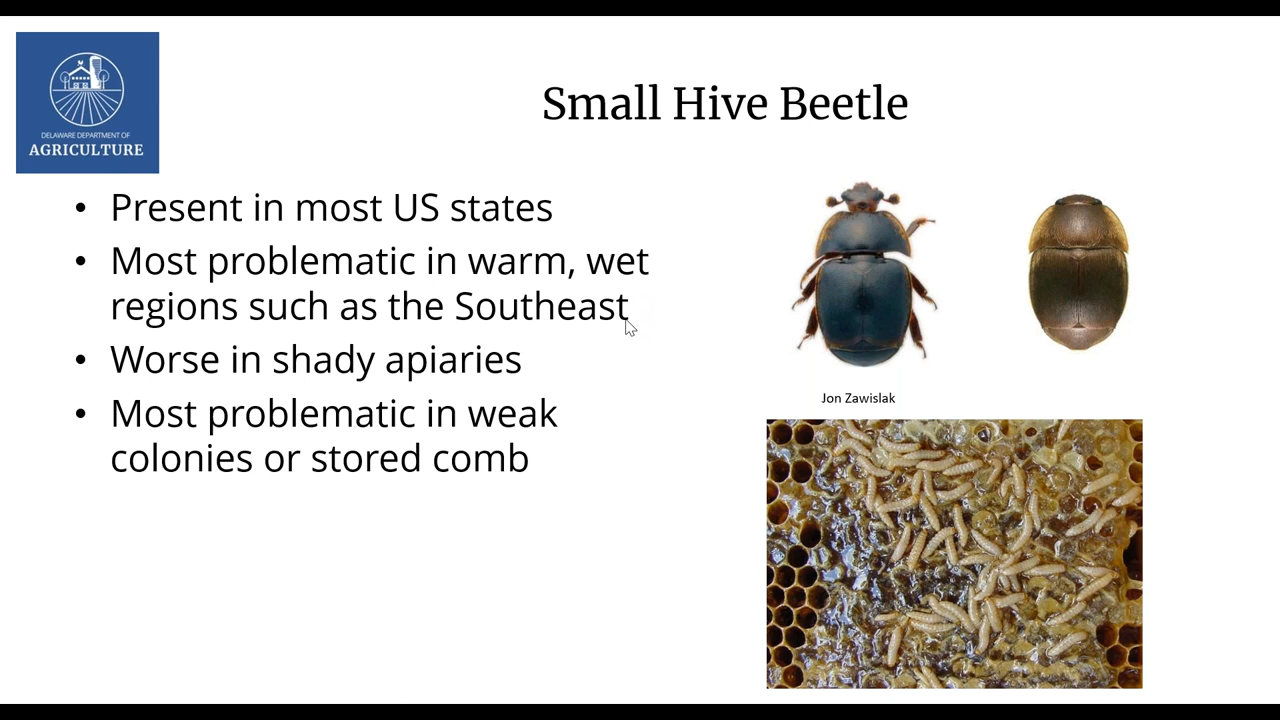 DELAWARE DEPARTMENT OF
AGRICULTURE
Small Hive Beetle
• Present in most US states
• Most problematic in warm, wet
regions such as the Southeast
• Worse in shady apiaries
• Most problematic in weak
colonies or stored comb
Jon Zawislak